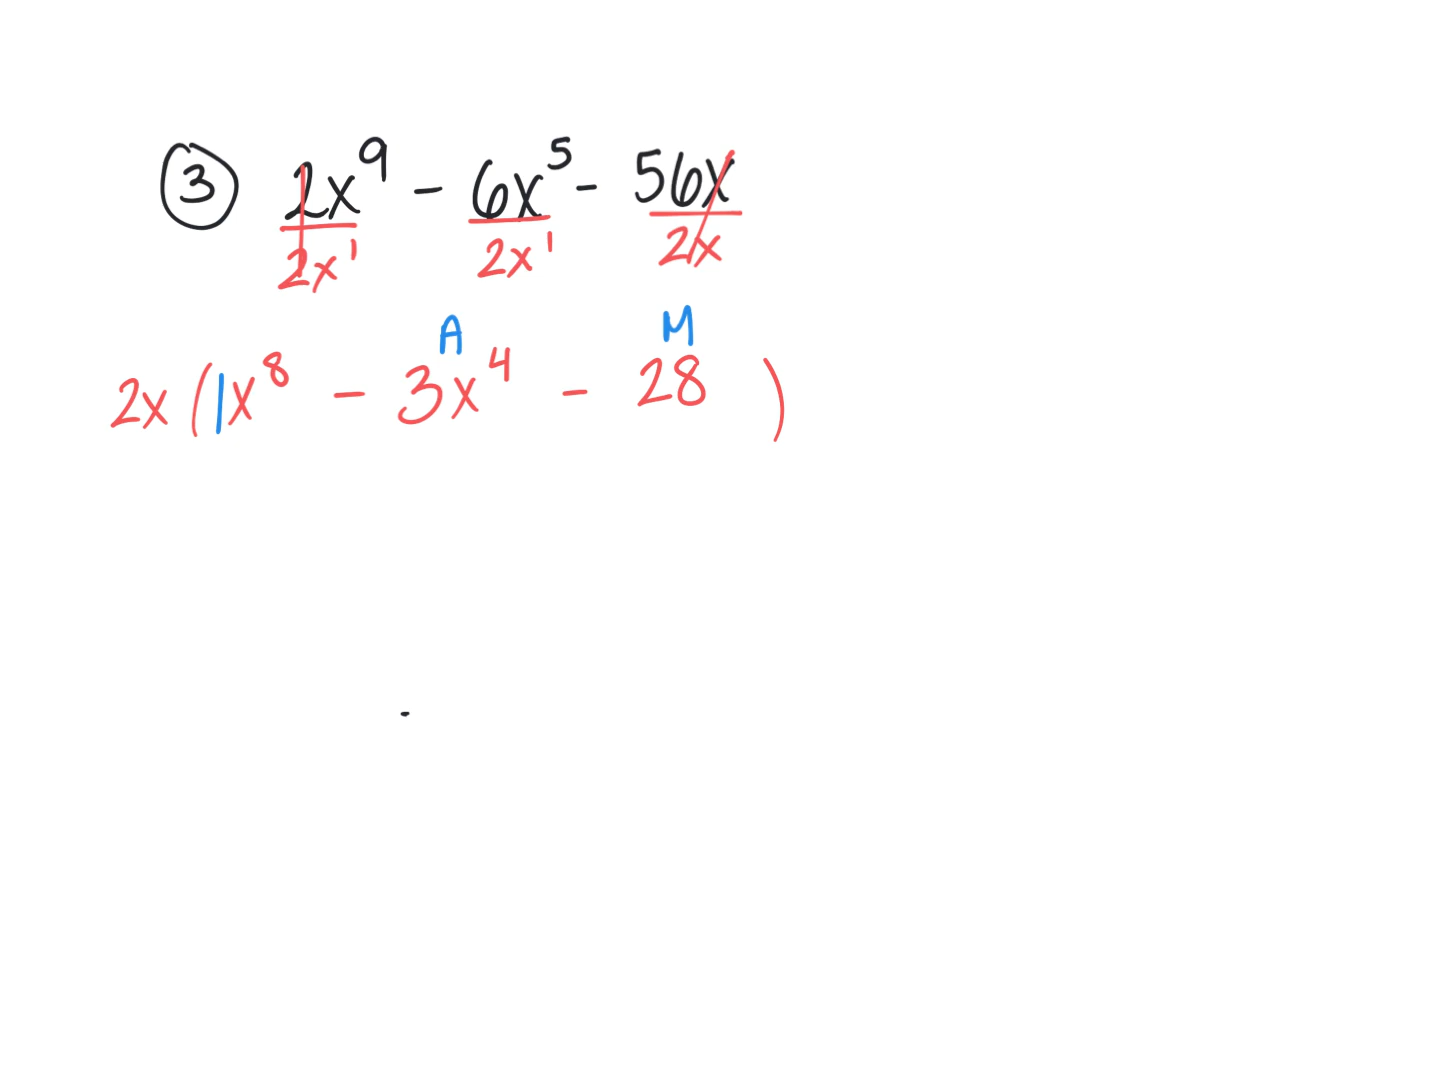 ③ 2x⁹ - 6x⁵ - 56x
2x¹ 2x¹ 2x
A M
2x (1x⁸ - 3x⁴ - 28 )